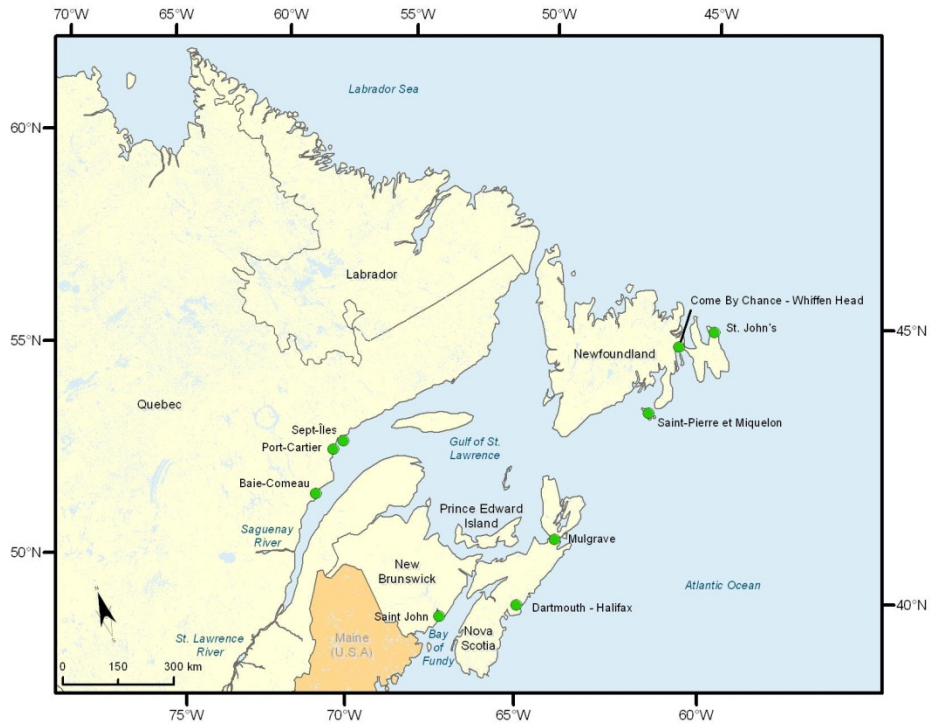 70°W 65°W 60°W 55°W 50°W 45°W
Labrador Sea
60°N
Labrador
Come By Chance - Whiffen Head
St. John's
45°N
55°N
Newfoundland
Quebec
Saint-Pierre et Miquelon
Sept-Îles
Port-Cartier
Gulf of St.
Lawrence
Baie-Comeau
Prince Edward
Island
Saguenay
River
Mulgrave
50°N
New
Brunswick
Atlantic Ocean
Dartmouth - Halifax
40°N
Saint John
Nova
Scotia
Bay
of
Fundy
St. Lawrence
River
Maine
(U.S.A)
0 150 300 km
75°W 70°W 65°W 60°W